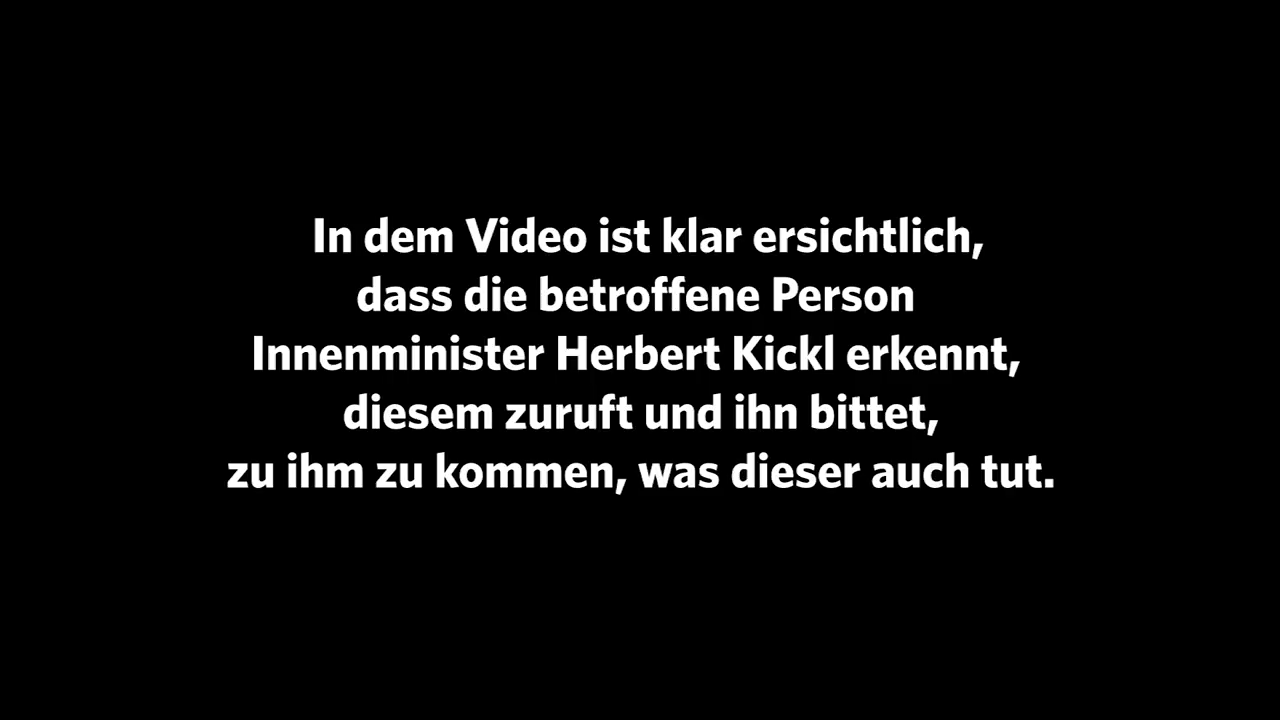 In dem Video ist klar ersichtlich,
dass die betroffene Person
Innenminister Herbert Kickl erkennt,
diesem zuruft und ihn bittet,
zu ihm zu kommen, was dieser auch tut.